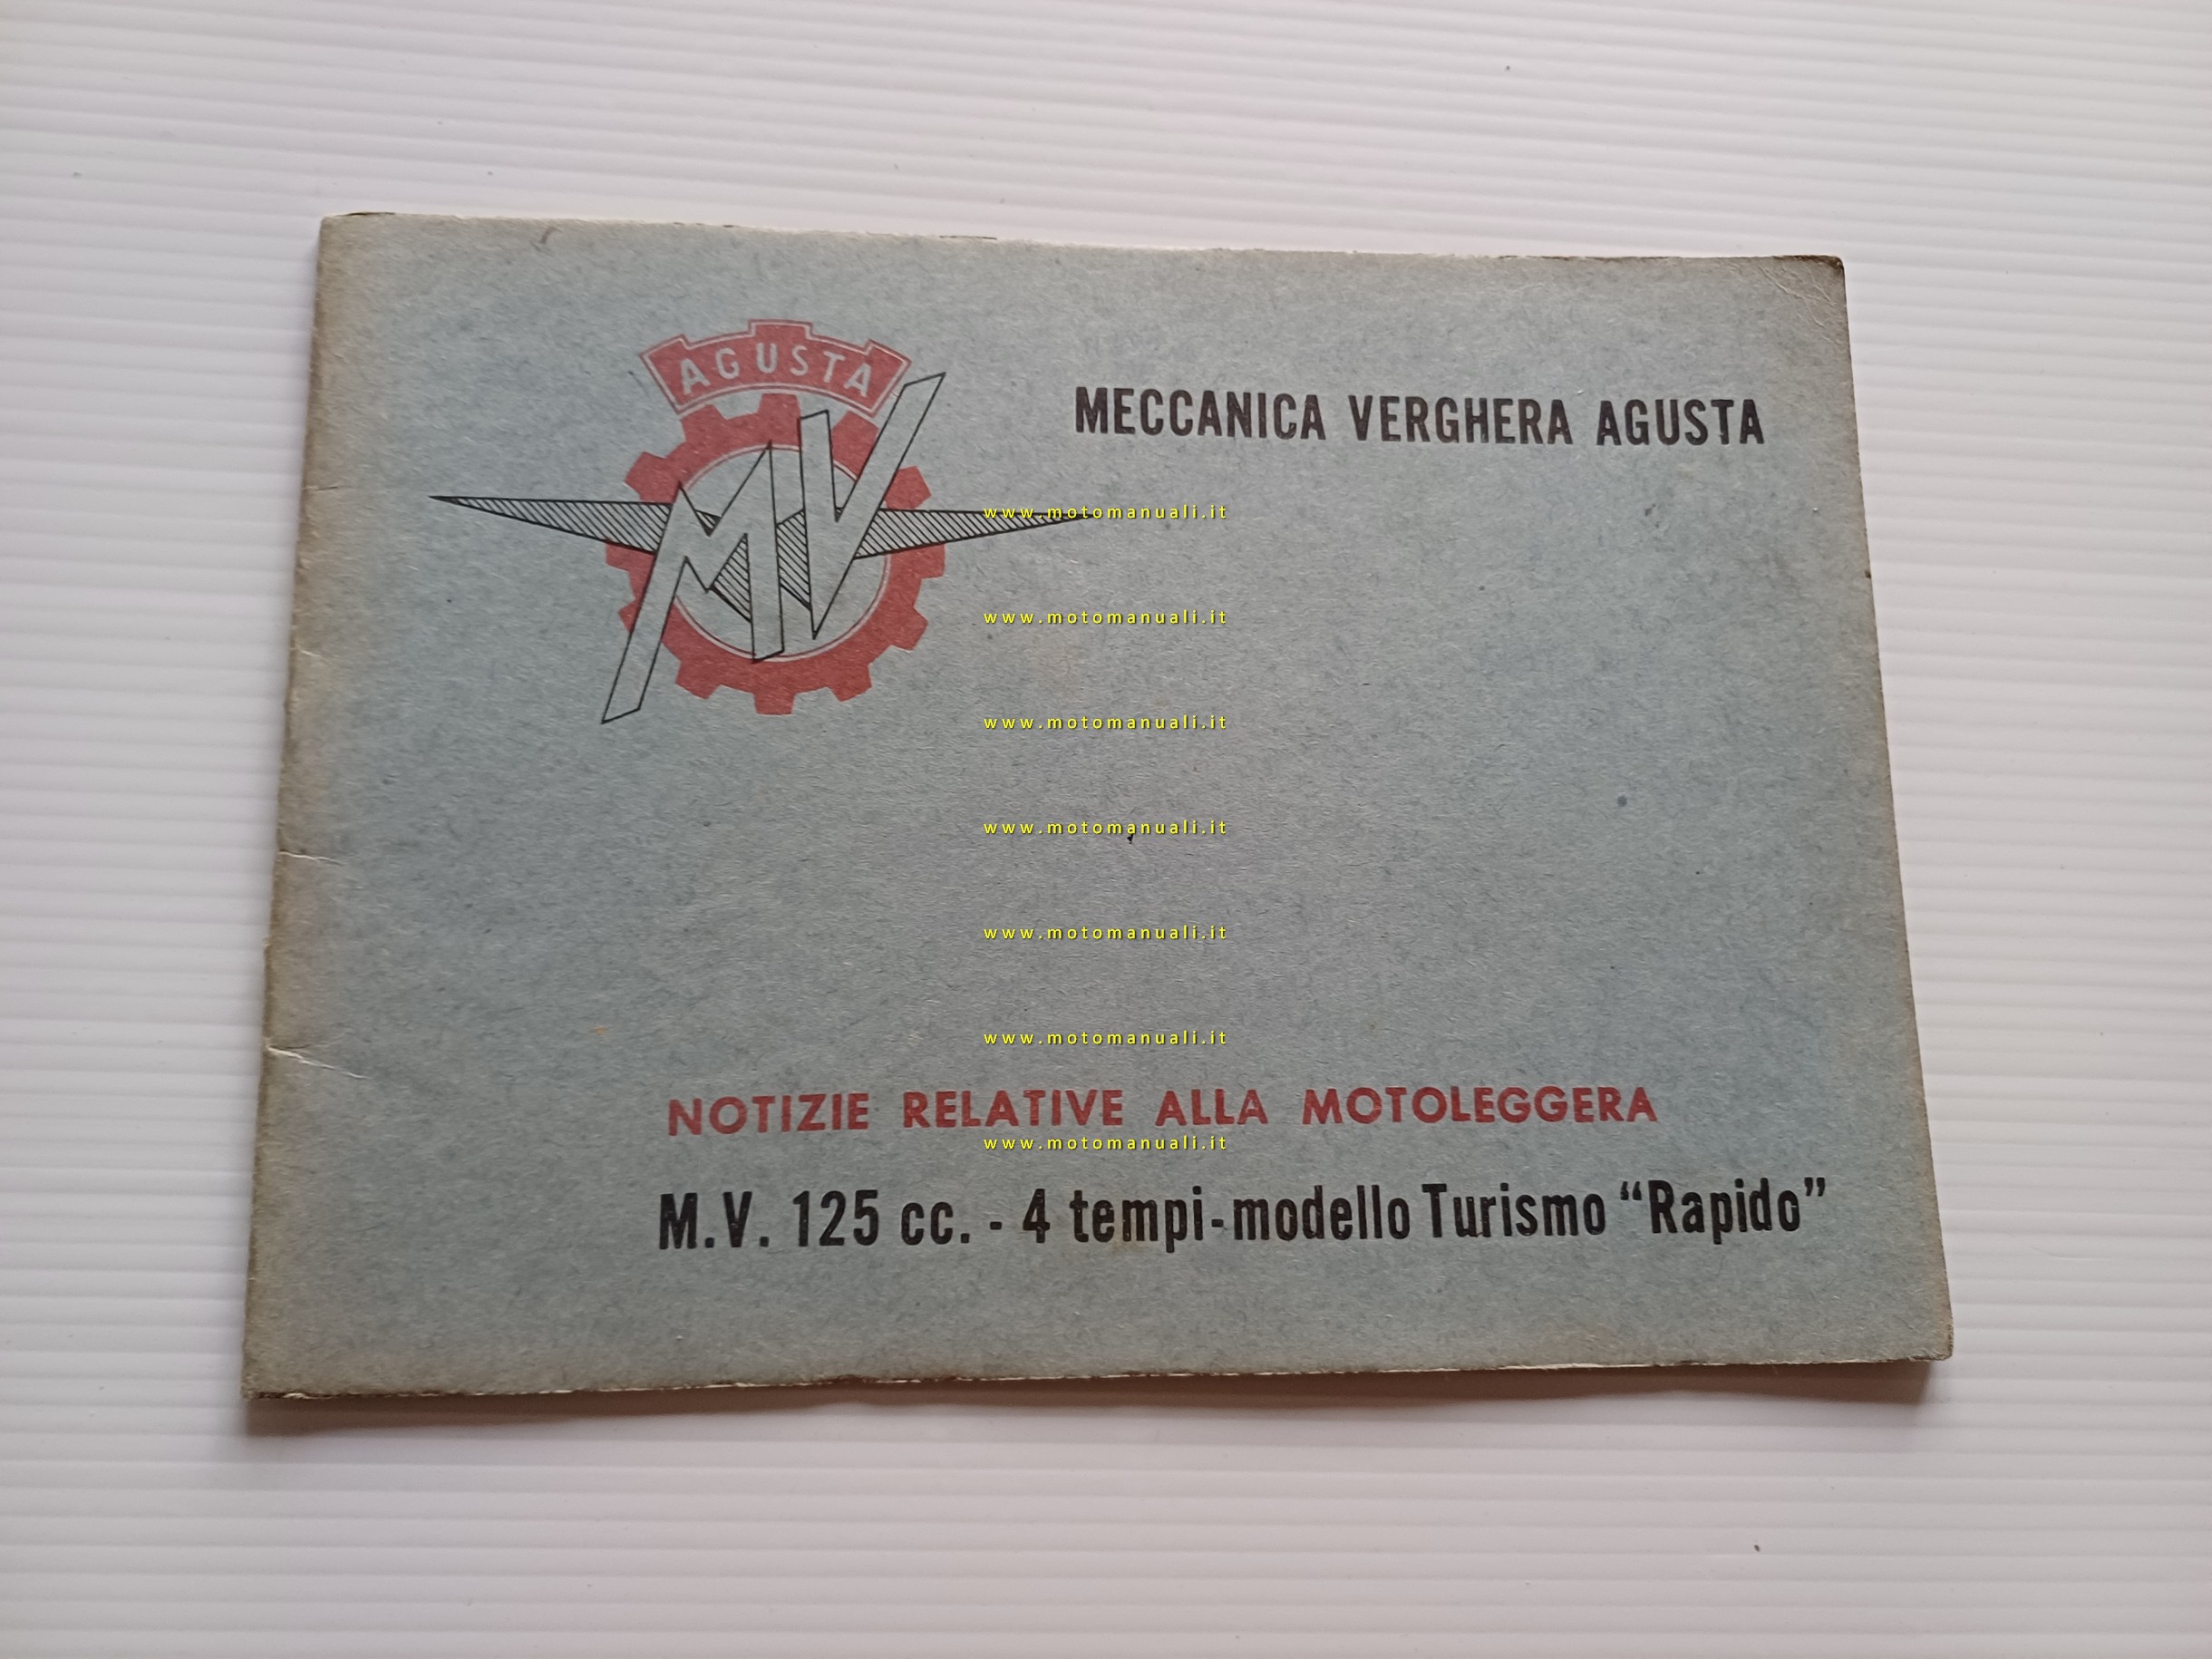 AGUSTA
MV
MECCANICA VERGHERA AGUSTA
www.motomanuali.it
www.motomanuali.it
www.motomanuali.it
www.motomanuali.it
www.motomanuali.it
www.motomanuali.it
NOTIZIE RELATIVE ALLA MOTOLEGGERA
www.motomanuali.it
M.V. 125 cc. - 4 tempi - modello Turismo “Rapido”